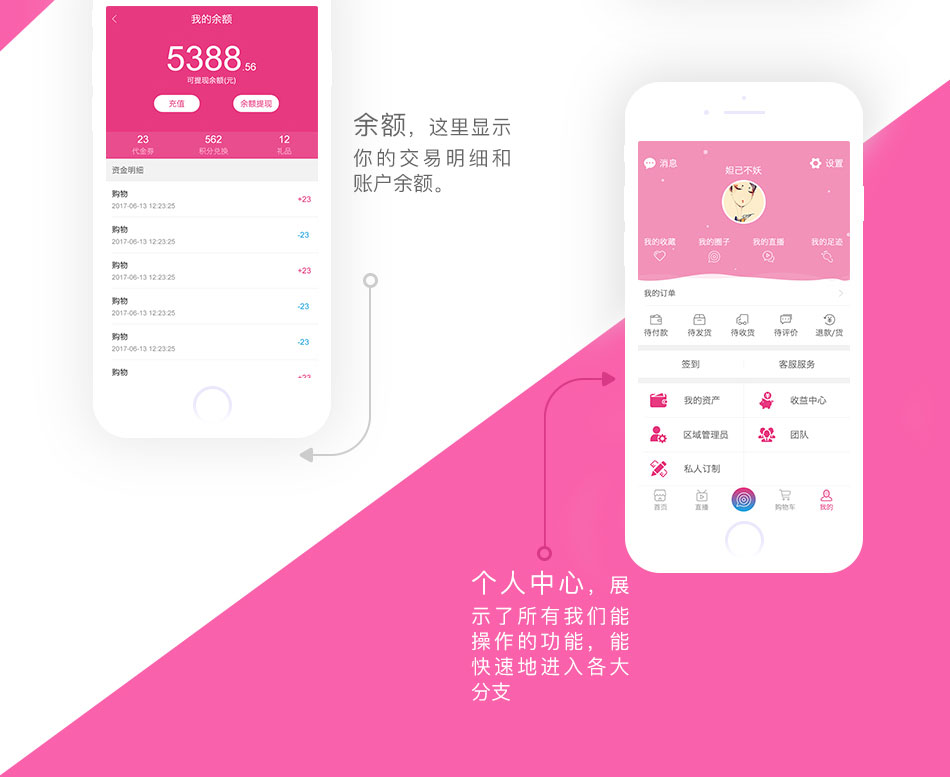 我的余额
5388.56
可提现余额(元)
充值 余额提现
23 562 12
代金券 积分兑换 礼品
资金明细
购物
2017-06-13 12:23:25
+23
购物
2017-06-13 12:23:25
-23
购物
2017-06-13 12:23:25
+23
购物
2017-06-13 12:23:25
-23
购物
2017-06-13 12:23:25
-23
购物
+23
余额，这里显示
你的交易明细和
账户余额。
消息 设置
妲己不妖
我的收藏 我的圈子 我的直播 我的足迹
我的订单
待付款 待发货 待收货 待评价 退款/货
签到 客服服务
我的资产 收益中心
区域管理员 团队
私人订制
首页 直播 购物车 我的
个人中心，展
示了所有我们能
操作的功能，能
快速地进入各大
分支